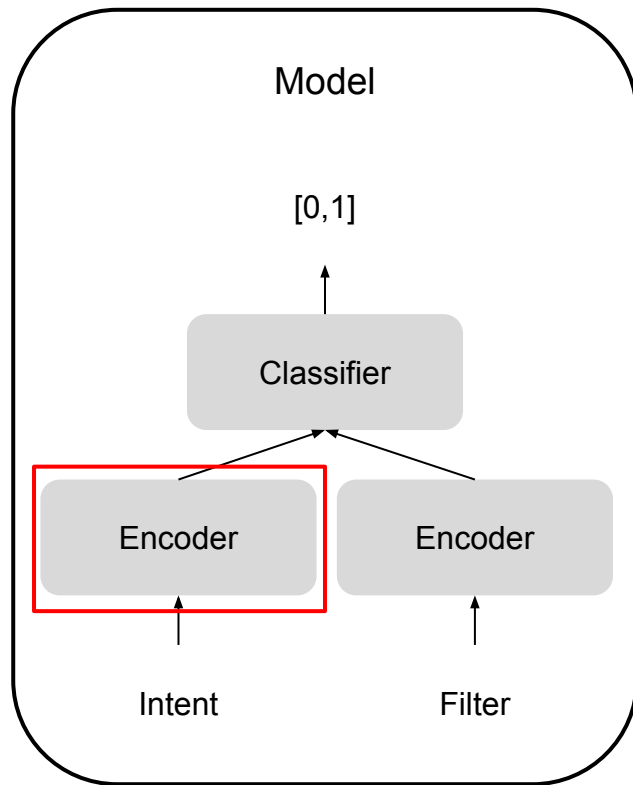 Model
[0,1]
Classifier
Encoder
Encoder
Intent
Filter